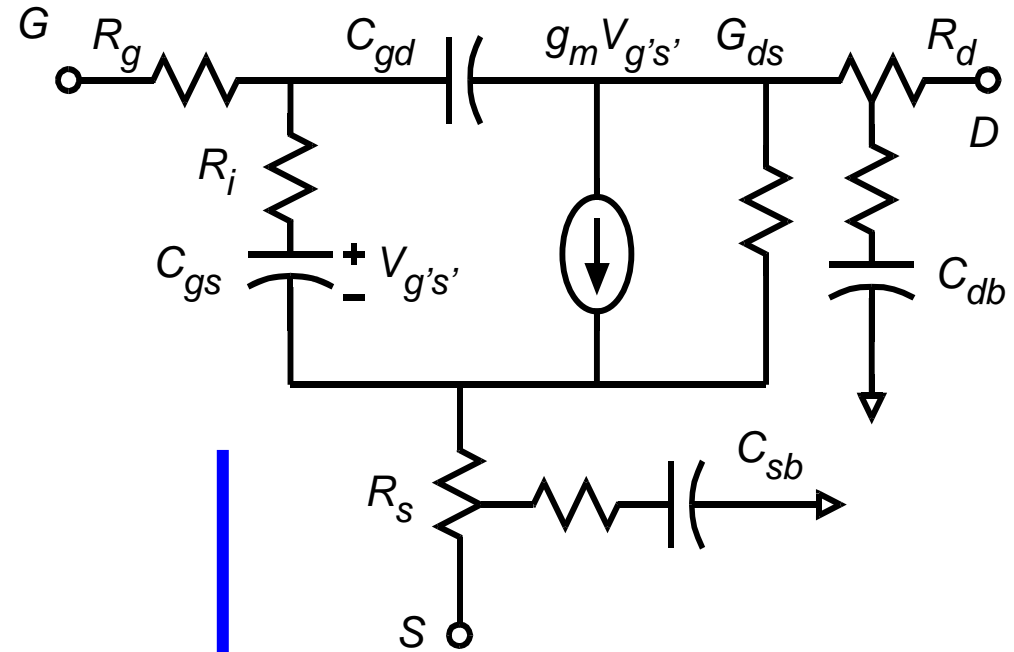 G
R_g
C_gd
g_mV_g's'
G_ds
R_d
D
R_i
C_gs
+
V_g's'
–
C_db
C_sb
R_s
S